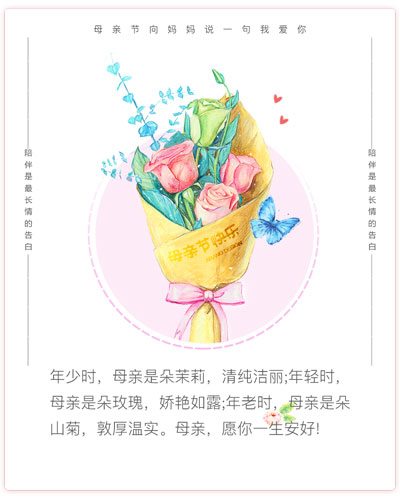 母亲节向妈妈说一句我爱你
陪伴是最长情的告白
陪伴是最长情的告白
母亲节快乐
年少时，母亲是朵茉莉，清纯洁丽;年轻时，
母亲是朵玫瑰，娇艳如露;年老时，母亲是朵
山菊，敦厚温实。母亲，愿你一生安好!